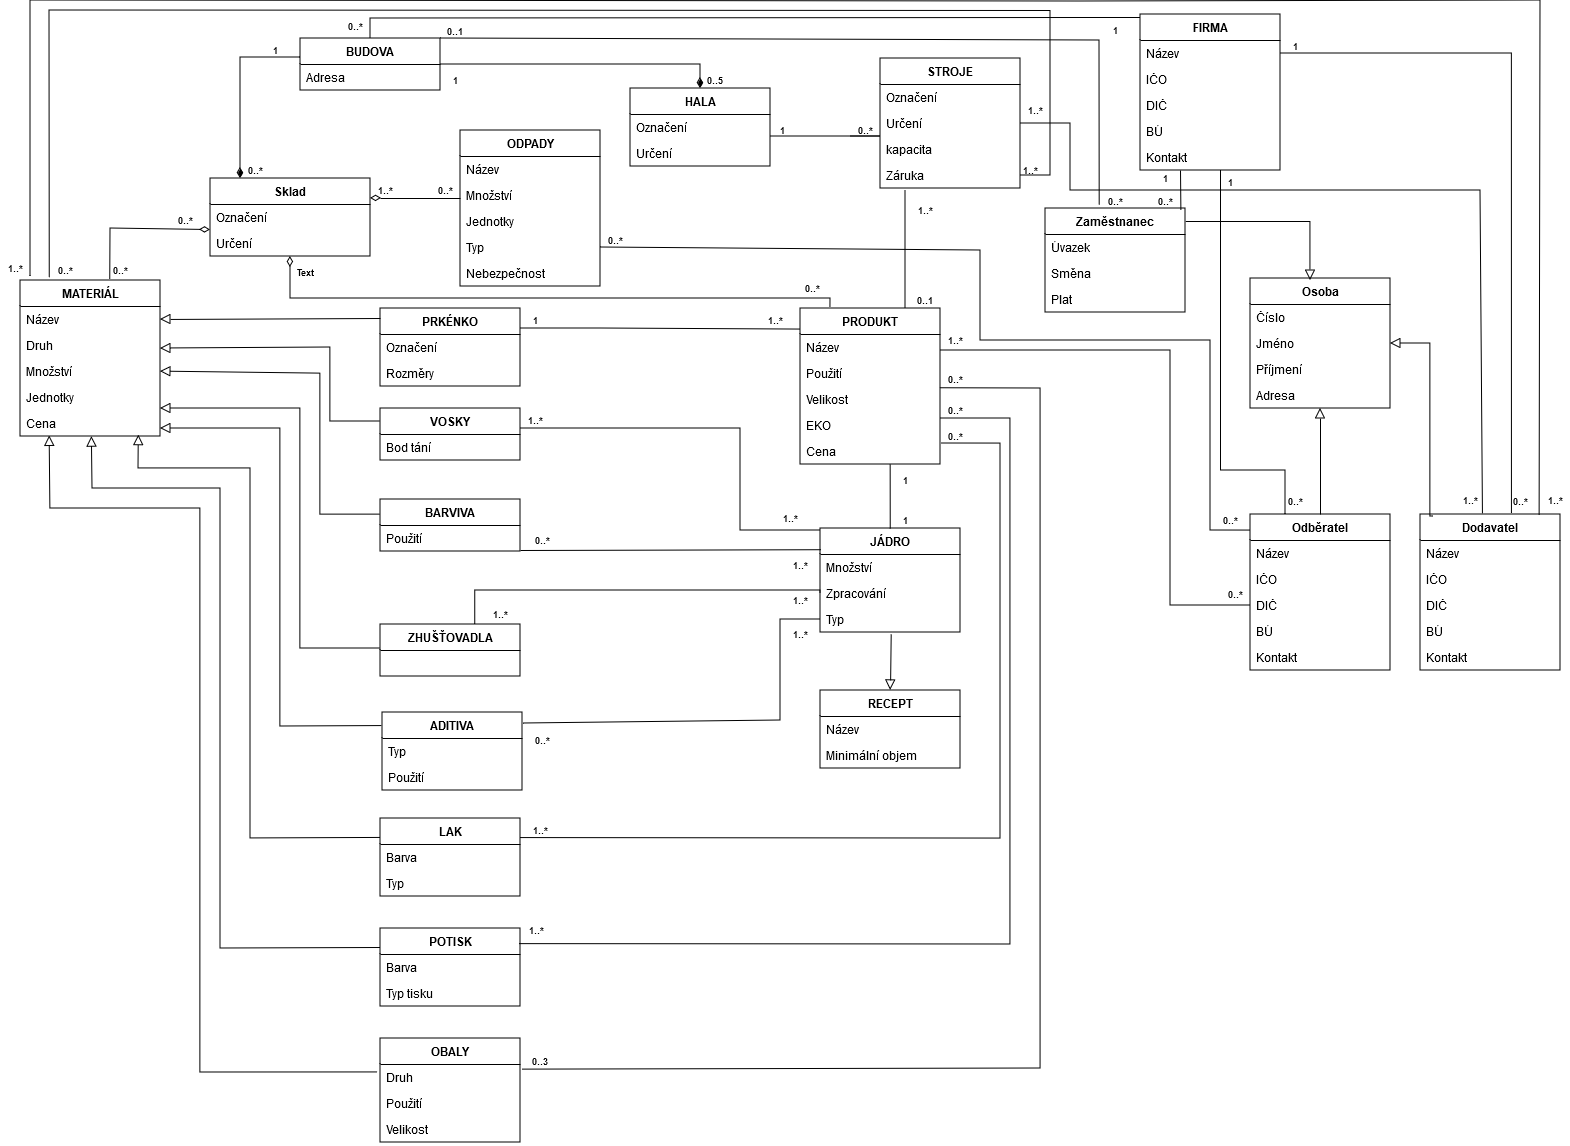 0..*
1
FIRMA
Název
IČO
DIČ
BÚ
Kontakt
1
0..1
1
BUDOVA
Adresa
1
0..5
HALA
Označení
Určení
1
0..*
STROJE
Označení
Určení
kapacita
Záruka
1..*
1..*
1..*
ODPADY
Název
Množství
Jednotky
Typ
Nebezpečnost
0..*
Sklad
Označení
Určení
1..*
0..*
0..*
Text
0..*
1
1
0..*
0..*
Zaměstnanec
Úvazek
Směna
Plat
Osoba
Číslo
Jméno
Příjmení
Adresa
1..*
0..*
0..*
MATERIÁL
Název
Druh
Množství
Jednotky
Cena
0..*
0..1
PRKÉNKO
Označení
Rozměry
1
1..*
PRODUKT
Název
Použití
Velikost
EKO
Cena
1..*
0..*
0..*
0..*
VOSKY
Bod tání
1..*
1
1
1..*
BARVIVA
Použití
0..*
JÁDRO
Množství
Zpracování
Typ
1..*
1..*
1..*
0..*
0..*
0..*
Odběratel
Název
IČO
DIČ
BÚ
Kontakt
1..*
0..*
1..*
Dodavatel
Název
IČO
DIČ
BÚ
Kontakt
1..*
ZHUŠŤOVADLA
ADITIVA
Typ
Použití
0..*
RECEPT
Název
Minimální objem
LAK
Barva
Typ
1..*
POTISK
Barva
Typ tisku
1..*
OBALY
Druh
Použití
Velikost
0..3